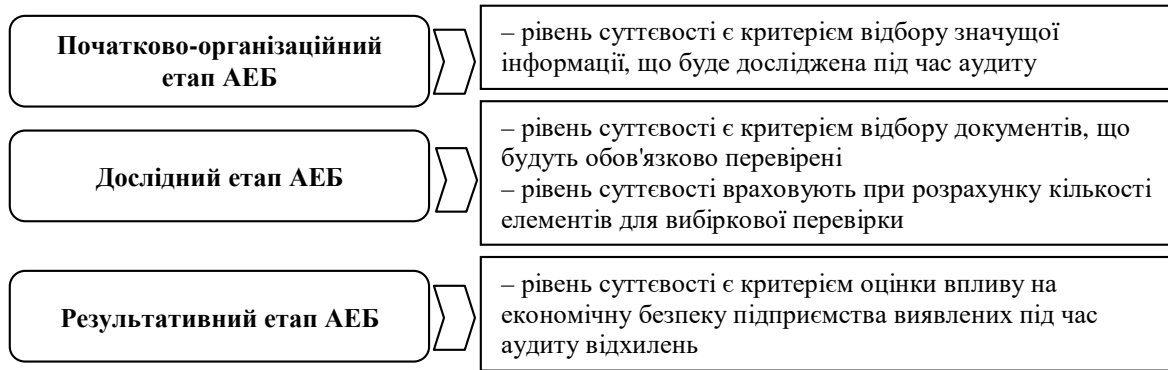 Початково-організаційний
етап АЕБ
– рівень суттєвості є критерієм відбору значущої
інформації, що буде досліджена під час аудиту
Дослідний етап АЕБ
– рівень суттєвості є критерієм відбору документів, що
будуть обов'язково перевірені
– рівень суттєвості враховують при розрахунку кількості
елементів для вибіркової перевірки
Результативний етап АЕБ
– рівень суттєвості є критерієм оцінки впливу на
економічну безпеку підприємства виявлених під час
аудиту відхилень